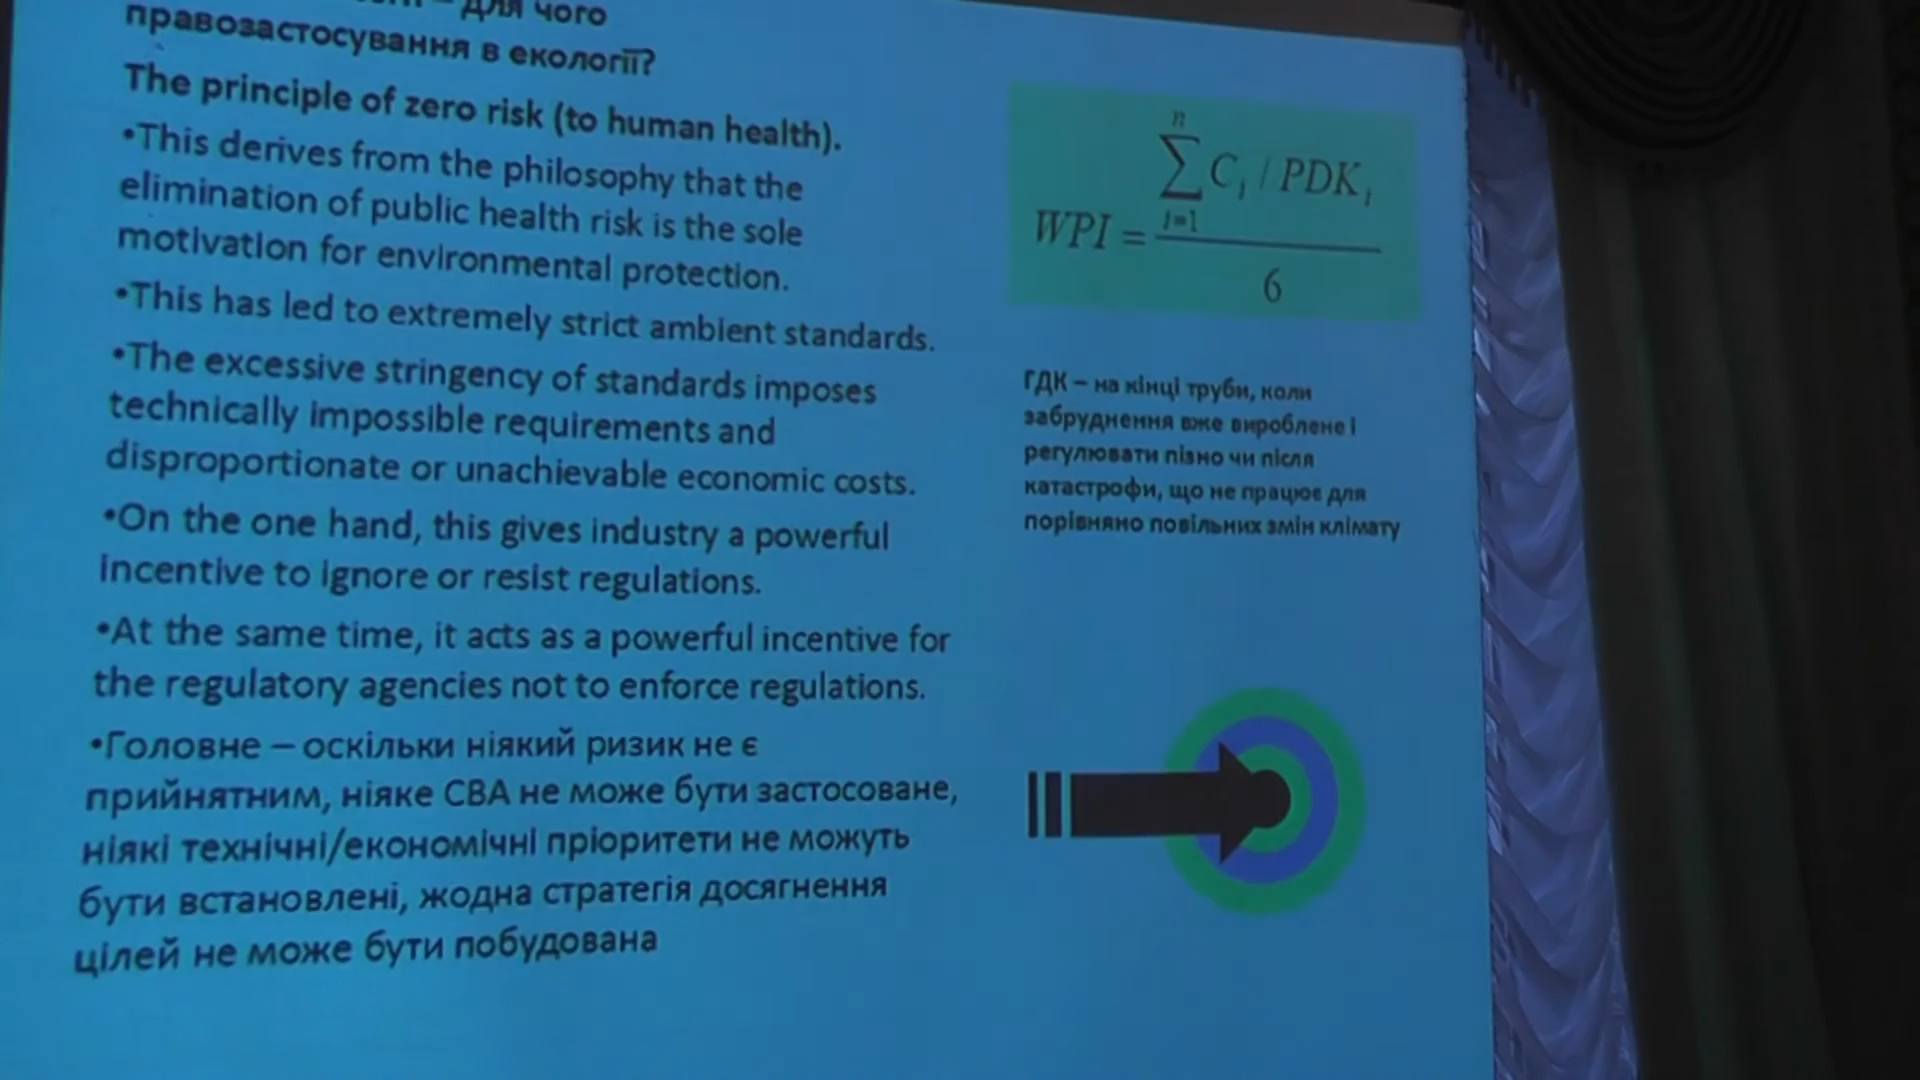 для чого
правозастосування в екології?
The principle of zero risk (to human health).
•This derives from the philosophy that the
elimination of public health risk is the sole
motivation for environmental protection.
•This has led to extremely strict ambient standards.
•The excessive stringency of standards imposes
technically impossible requirements and
disproportionate or unachievable economic costs.
•On the one hand, this gives industry a powerful
incentive to ignore or resist regulations.
•At the same time, it acts as a powerful incentive for
the regulatory agencies not to enforce regulations.
•Головне – оскільки ніякий ризик не є
прийнятним, ніяке СВА не може бути застосоване,
ніякі технічні/економічні пріоритети не можуть
бути встановлені, жодна стратегія досягнення
цілей не може бути побудована
n
∑ C i / PDK i
i=1
WPI =
6
ГДК – на кінці труби, коли
забруднення вже вироблене і
регулювати пізно чи після
катастрофи, що не працює для
порівняно повільних змін клімату